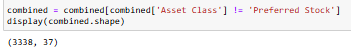 combined = combined[combined['Asset Class'] != 'Preferred Stock']
display(combined.shape)
(3338, 37)